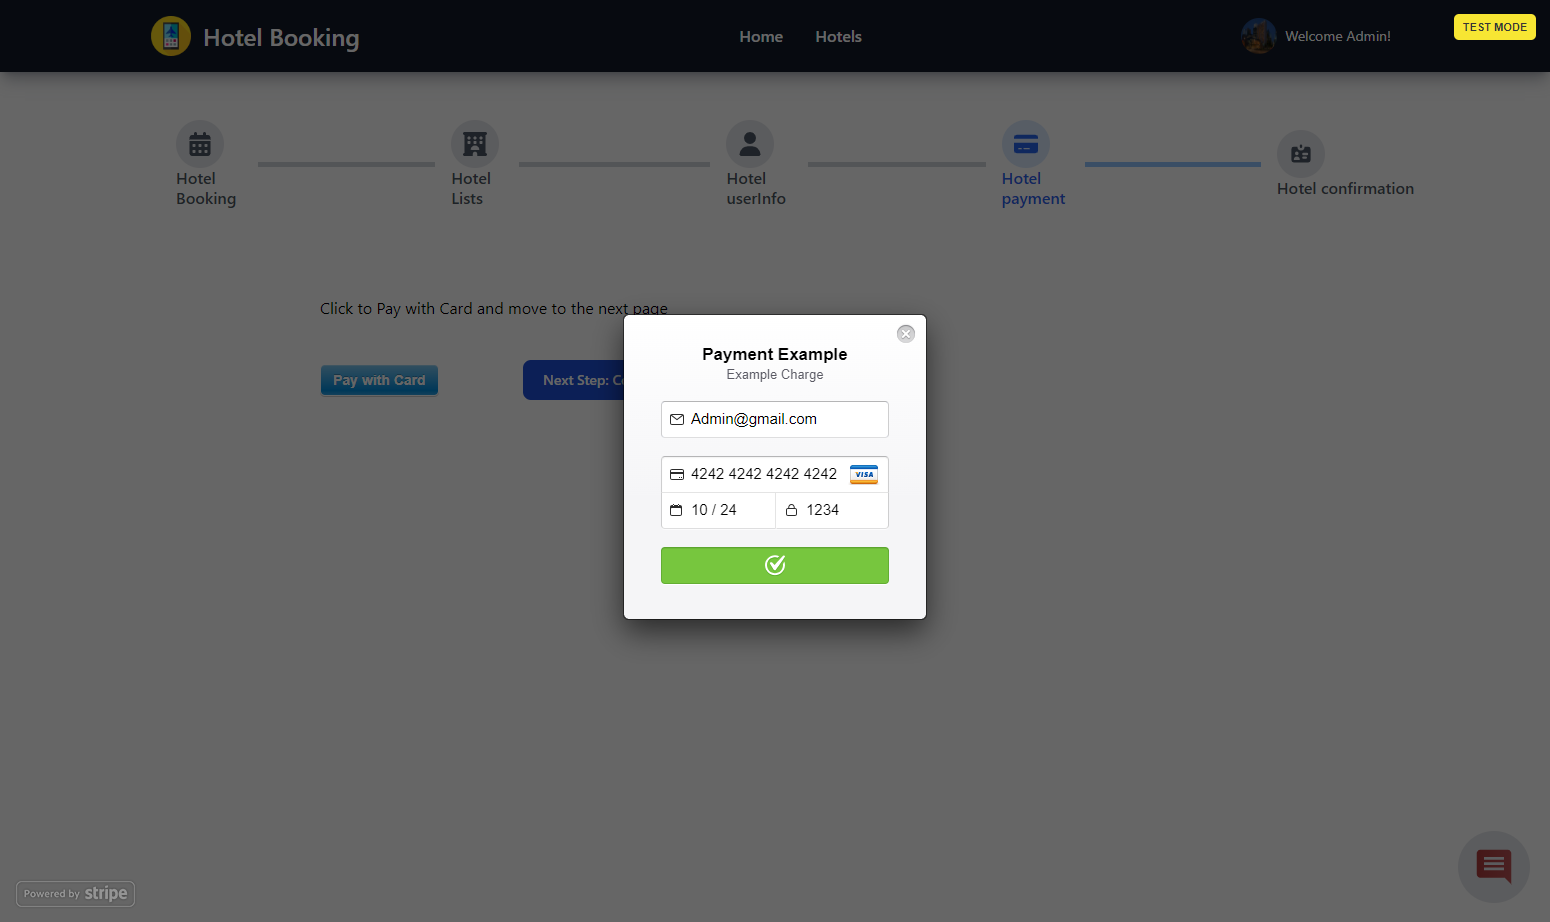 Hotel Booking
Home
Hotels
Welcome Admin!
TEST MODE
Hotel
Booking
Hotel
Lists
Hotel
userInfo
Hotel
payment
Hotel confirmation
Click to Pay with Card and move to the next page
Pay with Card
Next Step:
Payment Example
Example Charge
Admin@gmail.com
4242 4242 4242 4242
VISA
10 / 24
1234
Powered by stripe